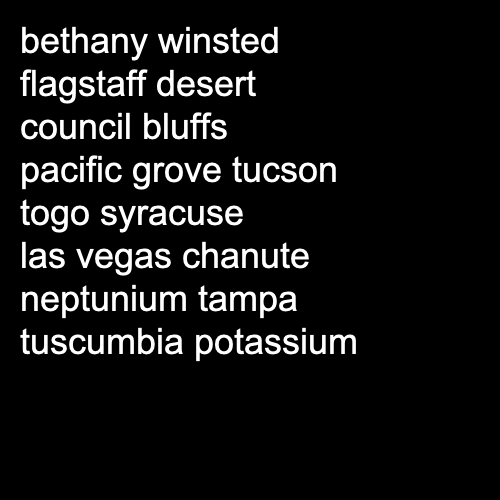 bethany winsted
flagstaff desert
council bluffs
pacific grove tucson
togo syracuse
las vegas chanute
neptunium tampa
tuscumbia potassium